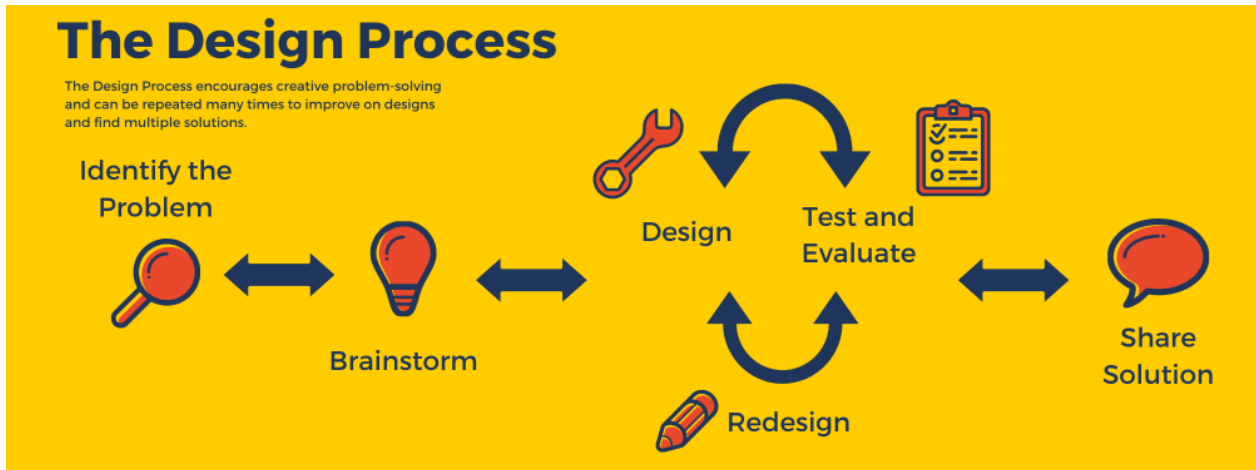 The Design Process
The Design Process encourages creative problem-solving
and can be repeated many times to improve on designs
and find multiple solutions.
Identify the
Problem
Brainstorm
Design
Test and
Evaluate
Redesign
Share
Solution